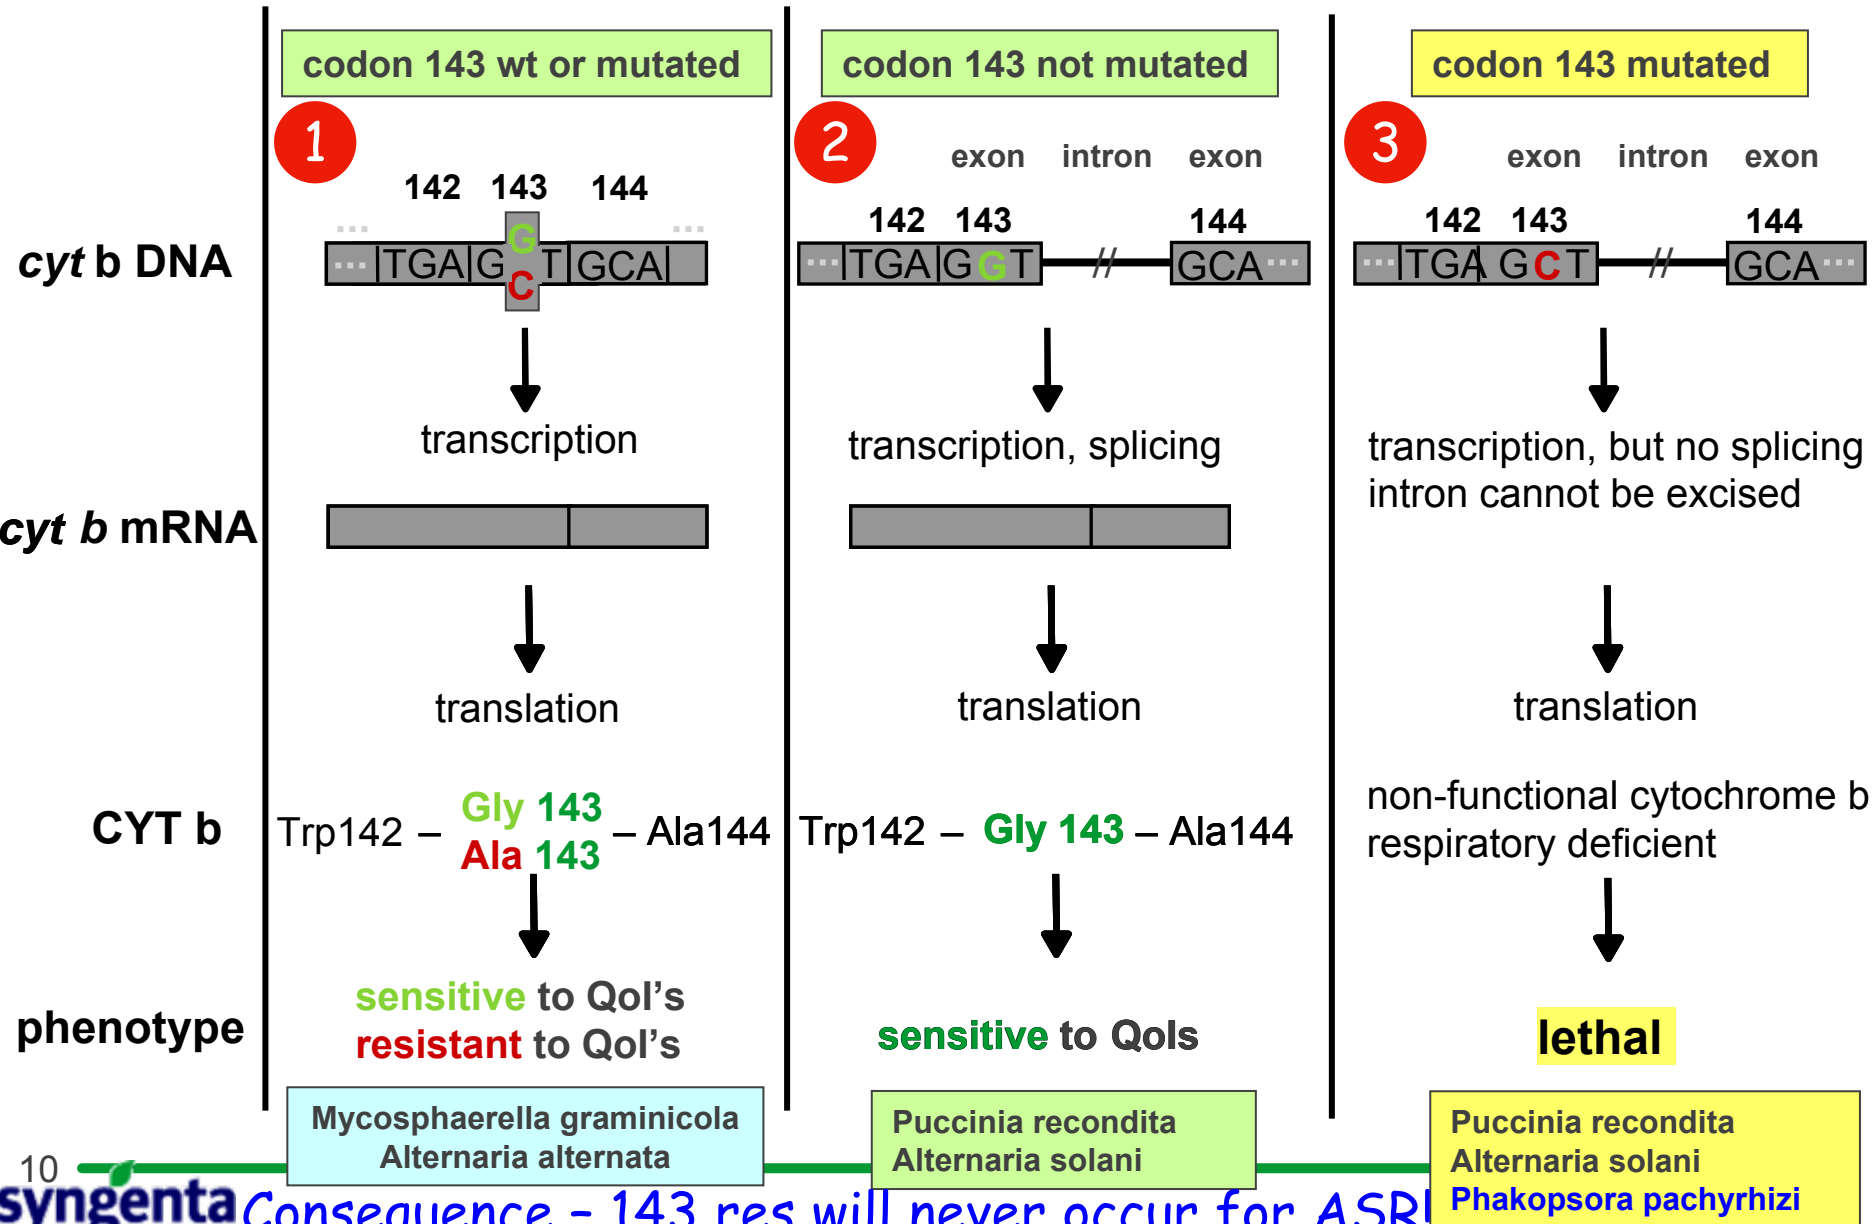 codon 143 wt or mutated
codon 143 not mutated
codon 143 mutated
1
2
3
exon intron exon
exon intron exon
142 143 144
142 143 144
142 143 144
cyt b DNA
... TGA G G T GCA ...
C
... TGA G G T // GCA ...
... TGA G C T // GCA ...
transcription
transcription, splicing
transcription, but no splicing
intron cannot be excised
cyt b mRNA
translation
translation
translation
CYT b
Trp142 – Gly 143 – Ala144
Ala 143
Trp142 – Gly 143 – Ala144
non-functional cytochrome b
respiratory deficient
phenotype
sensitive to QoI's
resistant to QoI's
sensitive to QoIs
lethal
Mycosphaerella graminicola
Alternaria alternata
Puccinia recondita
Alternaria solani
Puccinia recondita
Alternaria solani
Phakopsora pachyrhizi
10
syngenta
Consequence – 143 res will never occur for ASR!